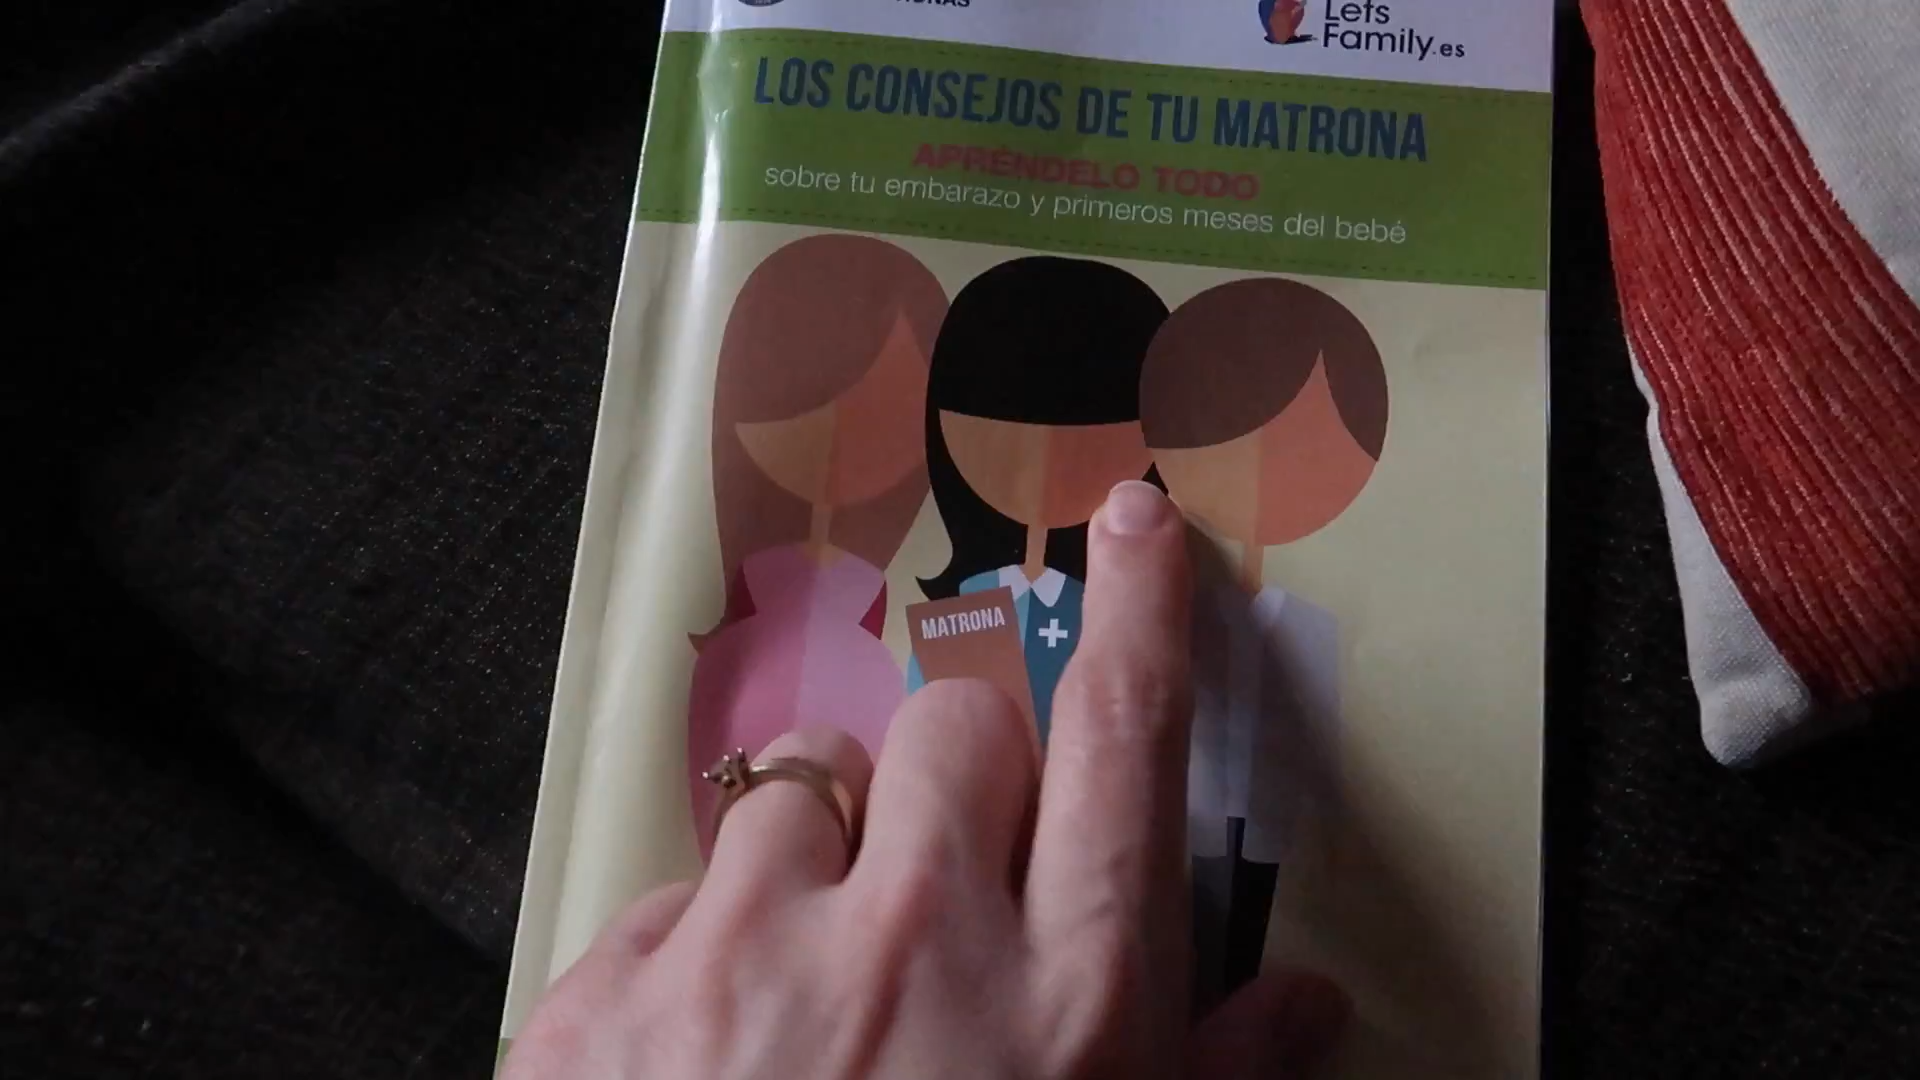 Lets
Family.es
LOS CONSEJOS DE TU MATRONA
APRÉNDELO TODO
sobre tu embarazo y primeros meses del bebé
MATRONA